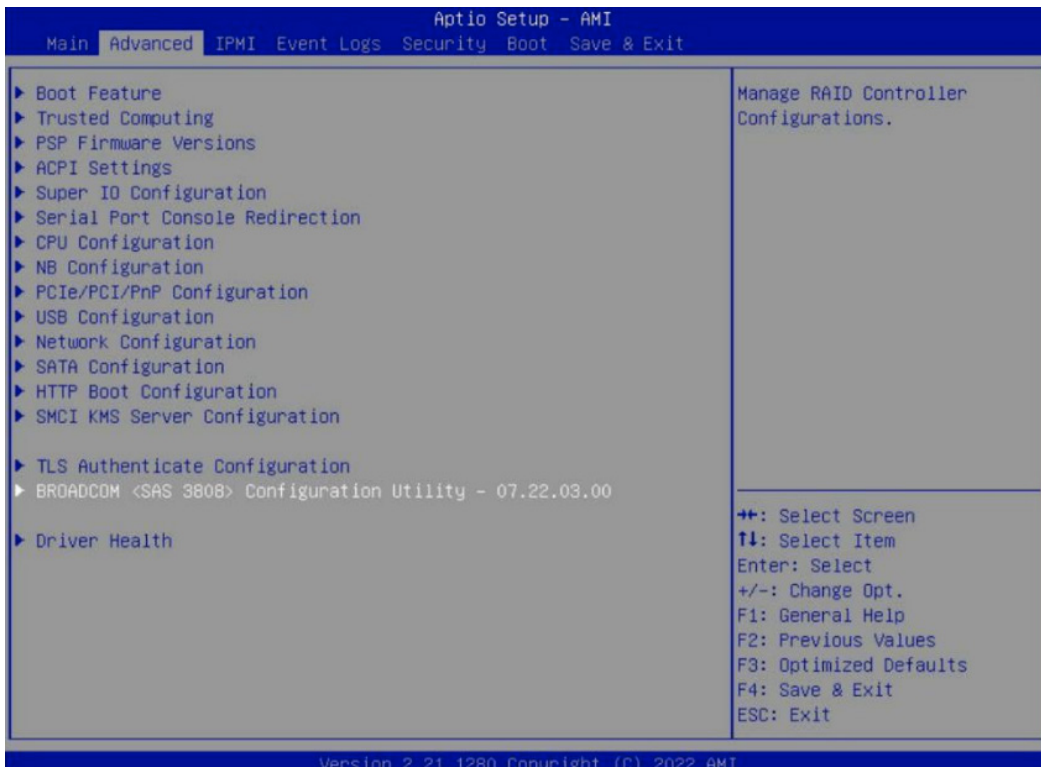 Aptio Setup - AMI
Main Advanced IPMI Event Logs Security Boot Save & Exit
Boot Feature
Trusted Computing
PSP Firmware Versions
ACPI Settings
Super IO Configuration
Serial Port Console Redirection
CPU Configuration
NB Configuration
PCIe/PCI/PnP Configuration
USB Configuration
Network Configuration
SATA Configuration
HTTP Boot Configuration
SMCI KMS Server Configuration
TLS Authenticate Configuration
BROADCOM <SAS 3808> Configuration Utility - 07.22.03.00
Driver Health
Manage RAID Controller
Configurations.
→←: Select Screen
↑↓: Select Item
Enter: Select
+/-: Change Opt.
F1: General Help
F2: Previous Values
F3: Optimized Defaults
F4: Save & Exit
ESC: Exit
Version 2.21.1280 Copyright (C) 2022 AMI